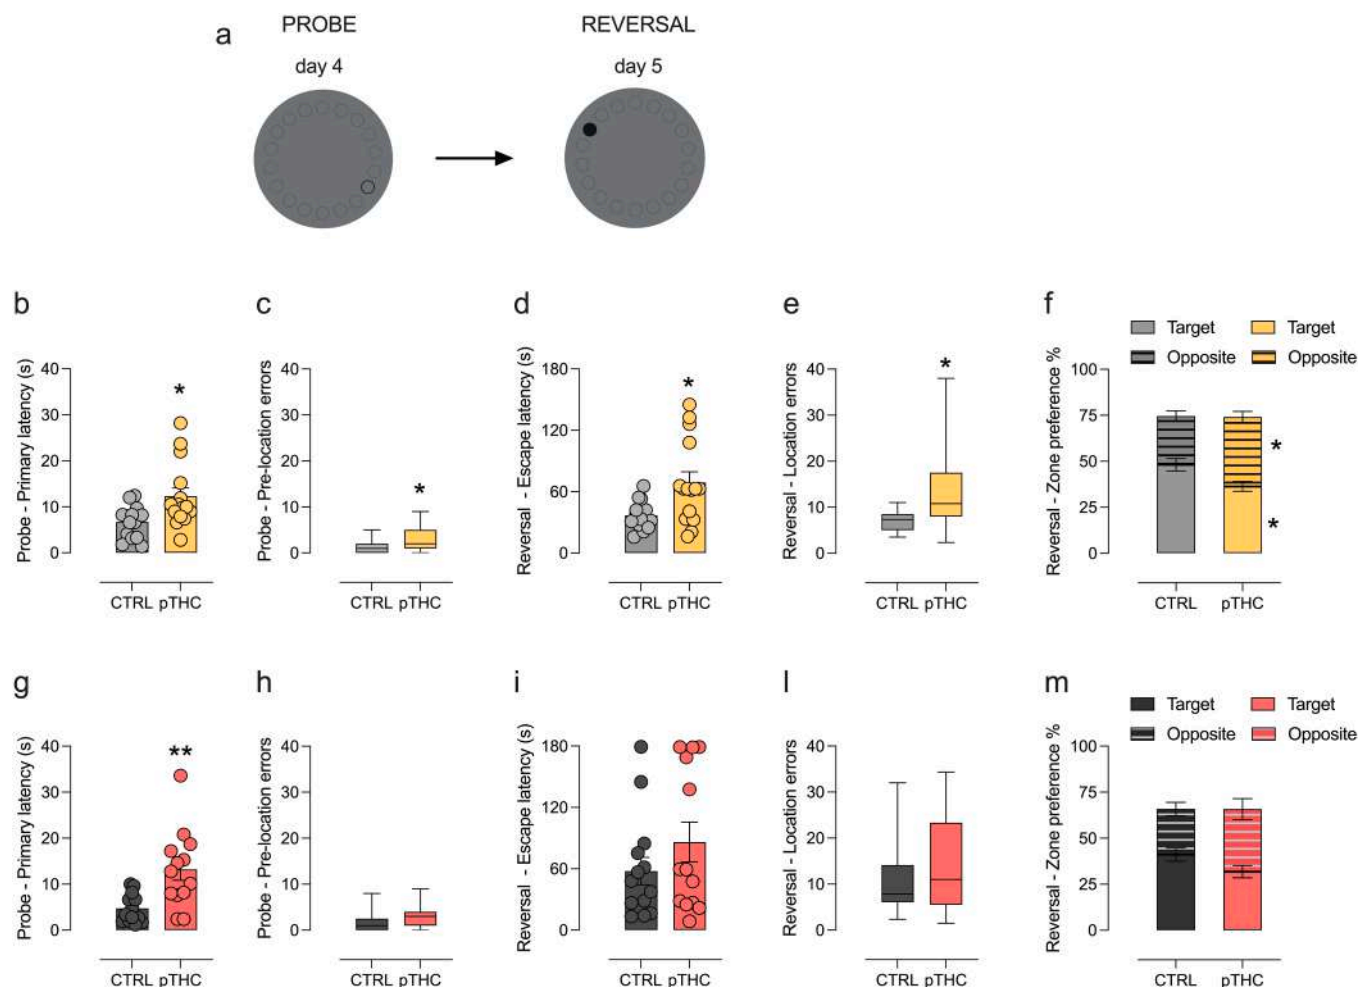 a
PROBE
REVERSAL
day 4
day 5
b
c
d
e
f
Target
Target
Opposite
Opposite
Probe - Primary latency (s)
40
30
20
10
0
*
CTRL pTHC
Probe - Pre-location errors
40
30
20
10
0
*
CTRL pTHC
Reversal - Escape latency (s)
180
120
60
0
*
CTRL pTHC
Reversal - Location errors
40
30
20
10
0
*
CTRL pTHC
Reversal - Zone preference %
100
75
50
25
0
*
*
CTRL pTHC
g
h
i
l
m
Target
Target
Opposite
Opposite
Probe - Primary latency (s)
40
30
20
10
0
**
CTRL pTHC
Probe - Pre-location errors
40
30
20
10
0
CTRL pTHC
Reversal - Escape latency (s)
180
120
60
0
CTRL pTHC
Reversal - Location errors
40
30
20
10
0
CTRL pTHC
Reversal - Zone preference %
100
75
50
25
0
CTRL pTHC